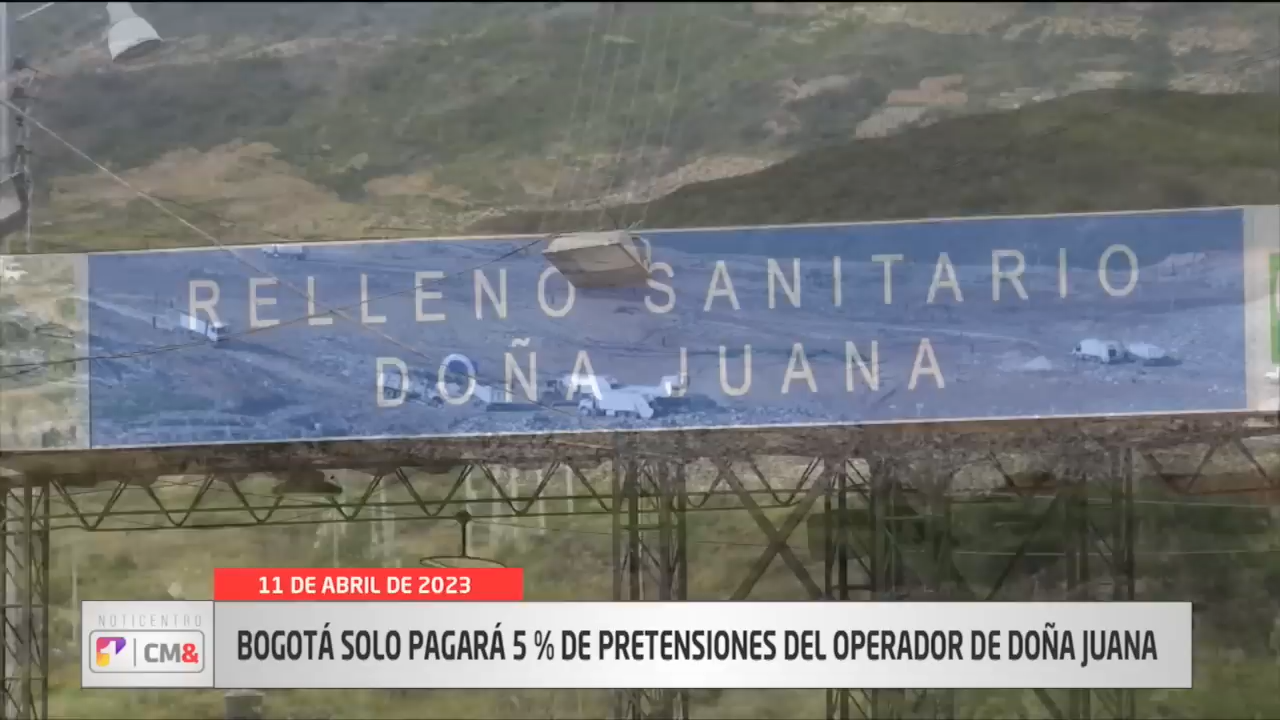 RELLENO SANITARIO
DOÑA JUANA
11 DE ABRIL DE 2023
NOTICENTRO
1 | CM&
BOGOTÁ SOLO PAGARÁ 5 % DE PRETENSIONES DEL OPERADOR DE DOÑA JUANA